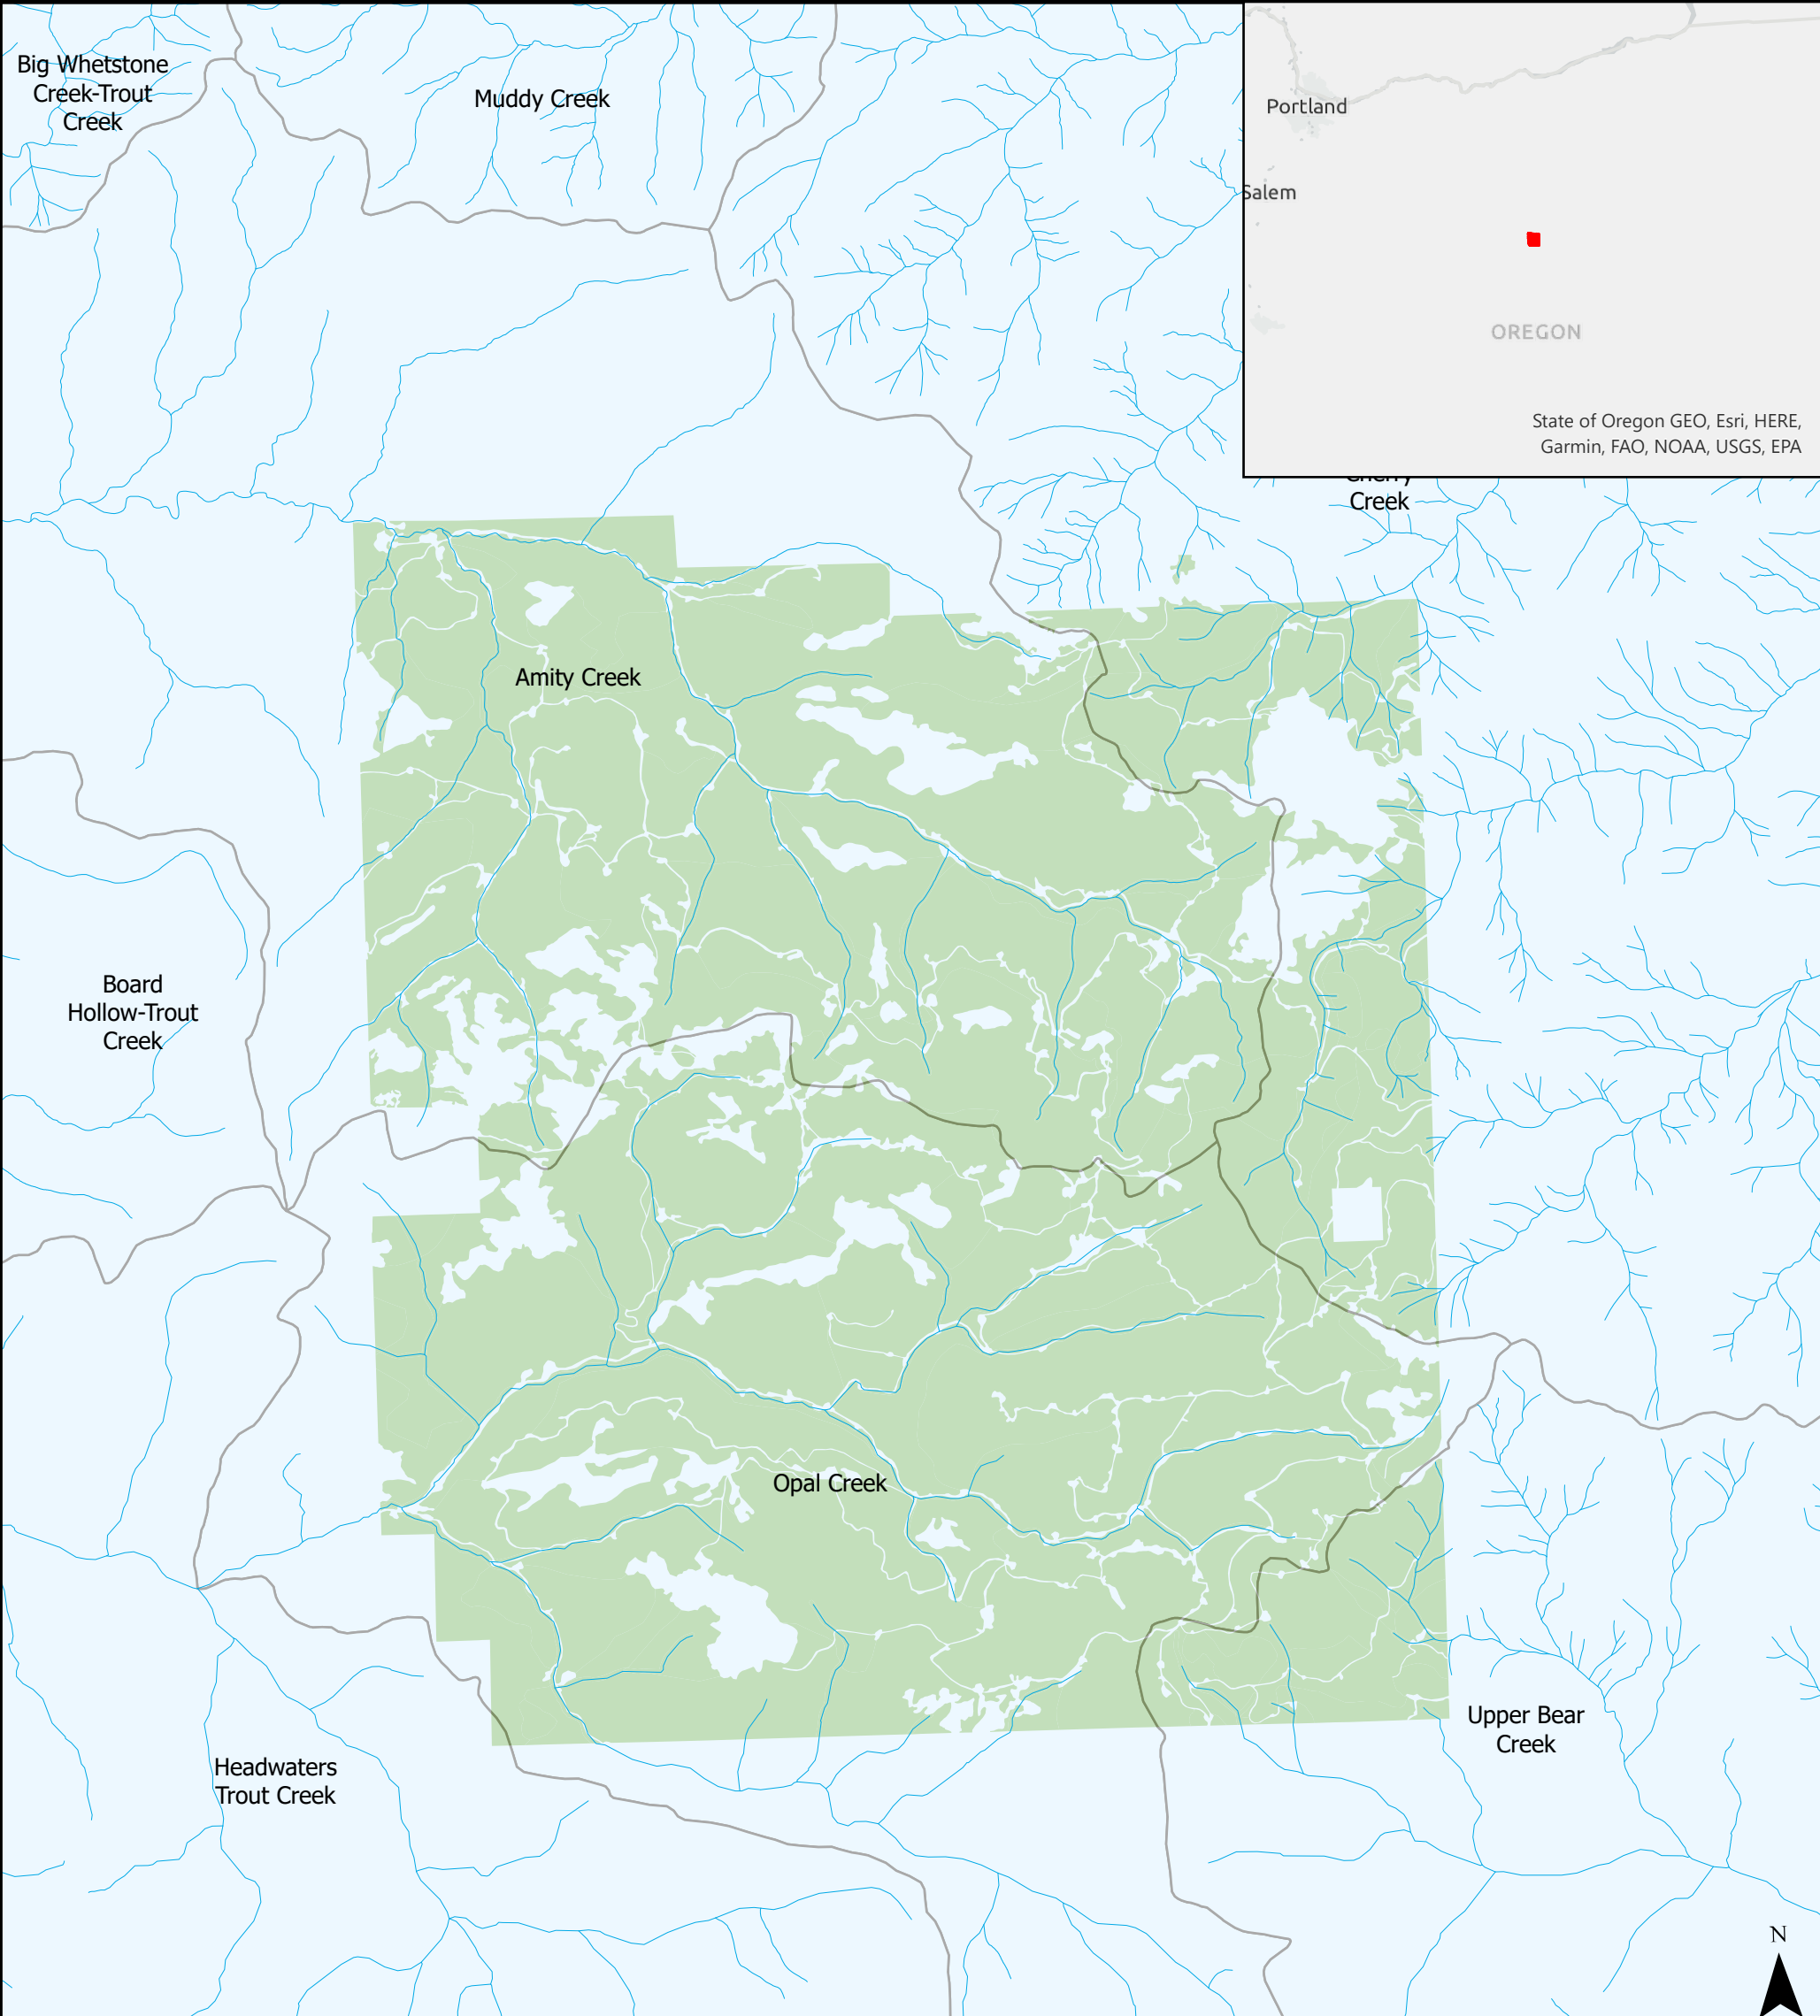 Big Whetstone
Creek-Trout
Creek
Muddy Creek
Portland
Salem
OREGON
State of Oregon GEO, Esri, HERE,
Garmin, FAO, NOAA, USGS, EPA
Cherry
Creek
Amity Creek
Board
Hollow-Trout
Creek
Opal Creek
Upper Bear
Creek
Headwaters
Trout Creek
N